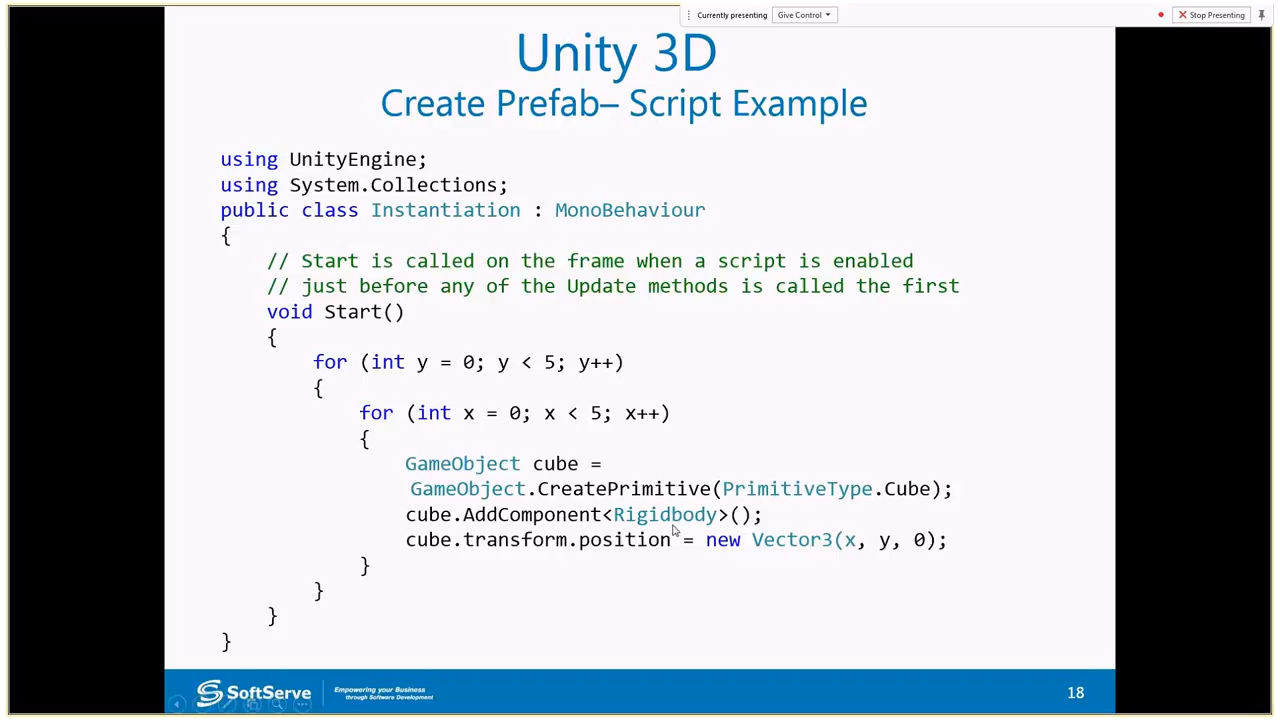 Currently presenting
Give Control
Stop Presenting
Unity 3D
Create Prefab– Script Example
using UnityEngine;
using System.Collections;
public class Instantiation : MonoBehaviour
{
// Start is called on the frame when a script is enabled
// just before any of the Update methods is called the first
void Start()
{
for (int y = 0; y < 5; y++)
{
for (int x = 0; x < 5; x++)
{
GameObject cube =
GameObject.CreatePrimitive(PrimitiveType.Cube);
cube.AddComponent<Rigidbody>();
cube.transform.position = new Vector3(x, y, 0);
}
}
}
}
SoftServe
Empowering your Business
through Software Development
18